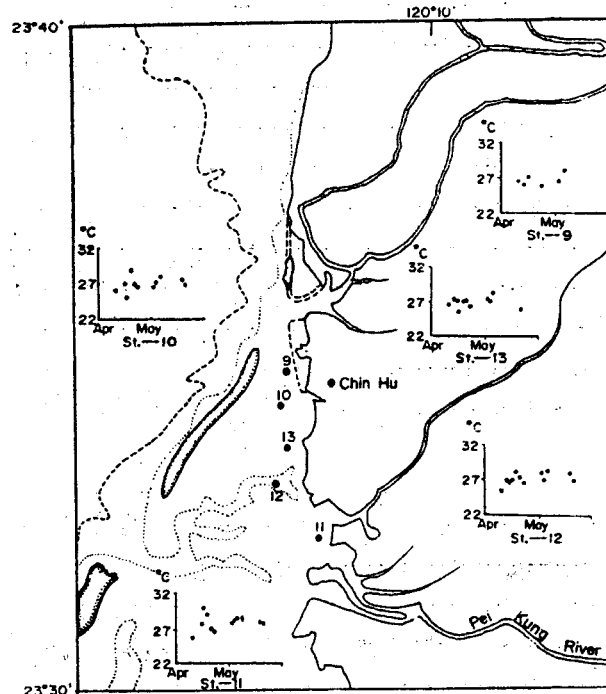 120°10'
23°40'
°C
32
27
22
Apr May
St.—9
°C
32
27
22
Apr May
St.—10
°C
32
27
22
Apr May
St.—13
9
Chin Hu
10
13
12
11
°C
32
27
22
Apr May
St.—12
°C
32
27
22
Apr May
St.—11
Pei Kung River
23°30'